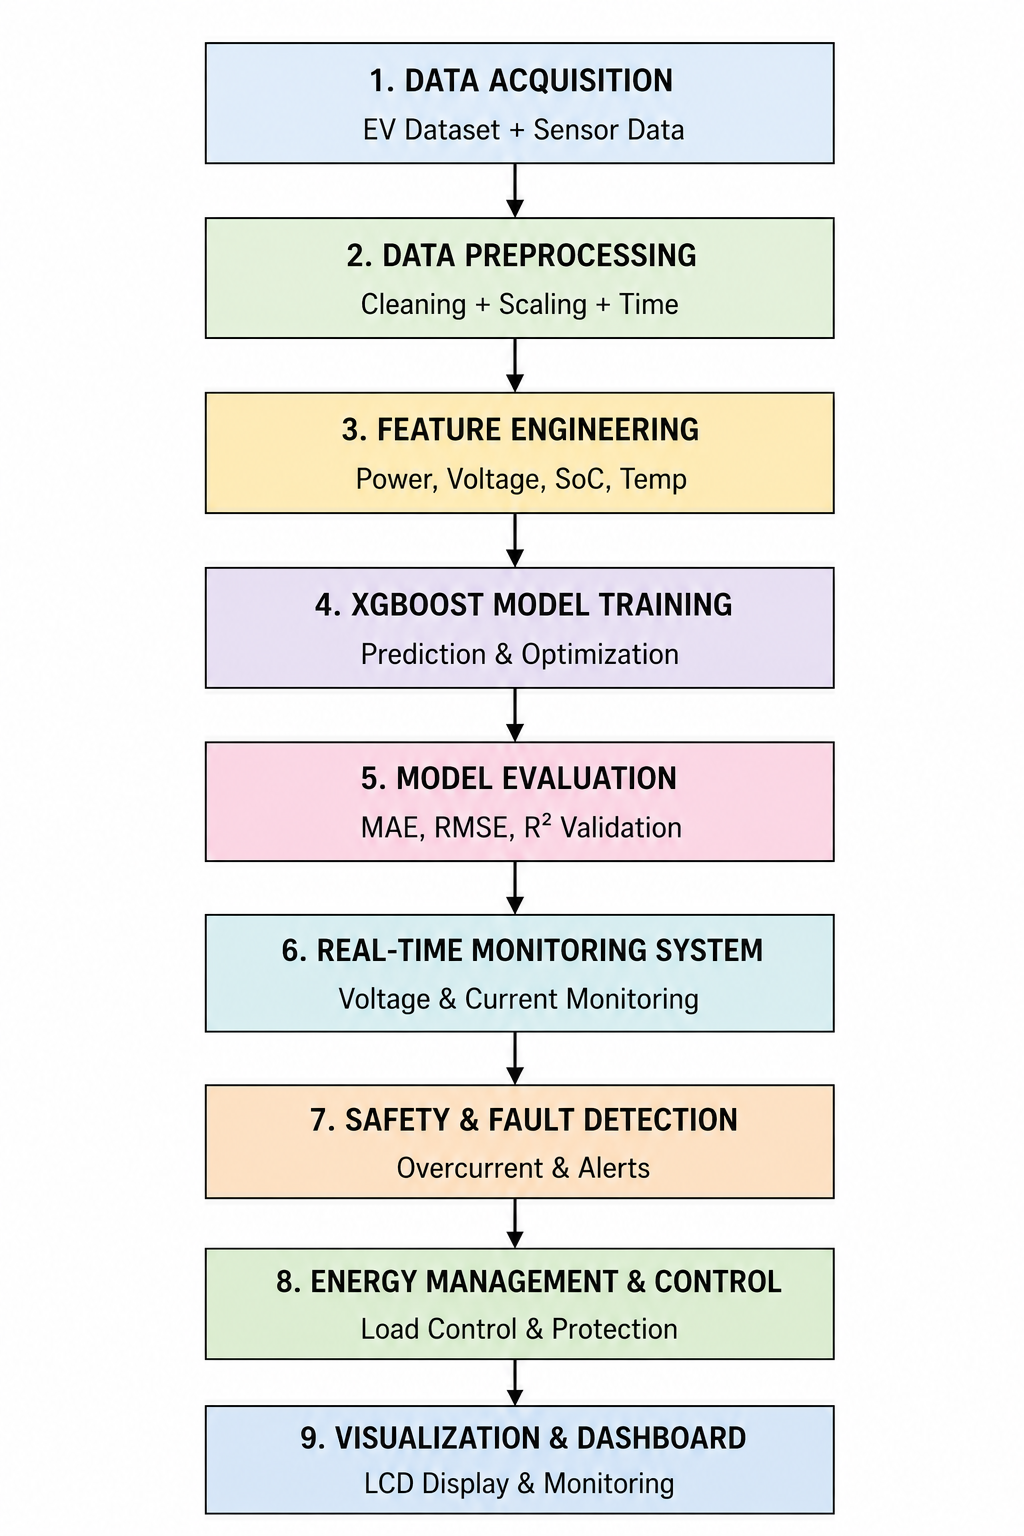 1. DATA ACQUISITION
EV Dataset + Sensor Data
2. DATA PREPROCESSING
Cleaning + Scaling + Time
3. FEATURE ENGINEERING
Power, Voltage, SoC, Temp
4. XGBOOST MODEL TRAINING
Prediction & Optimization
5. MODEL EVALUATION
MAE, RMSE, R² Validation
6. REAL-TIME MONITORING SYSTEM
Voltage & Current Monitoring
7. SAFETY & FAULT DETECTION
Overcurrent & Alerts
8. ENERGY MANAGEMENT & CONTROL
Load Control & Protection
9. VISUALIZATION & DASHBOARD
LCD Display & Monitoring